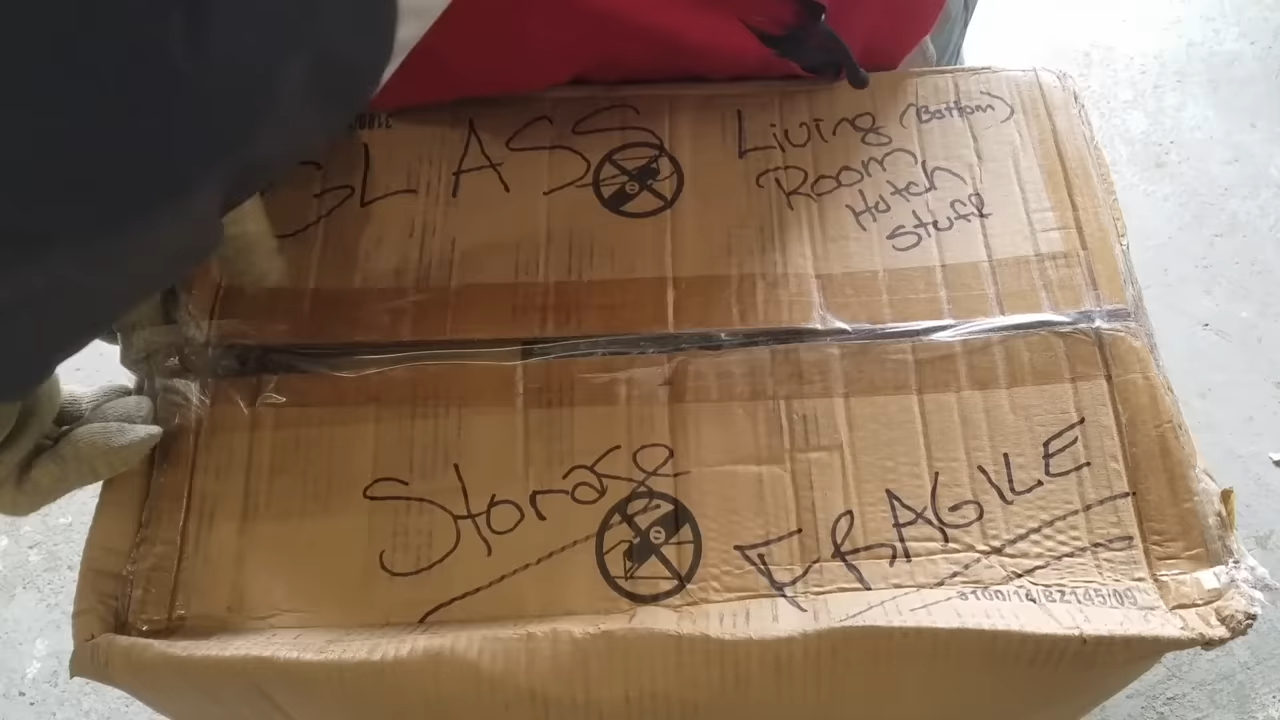 GLASS
Living (Bottom)
Room
Hutch
Stuff
Storage
FRAGILE
3100/14/BZ145/09